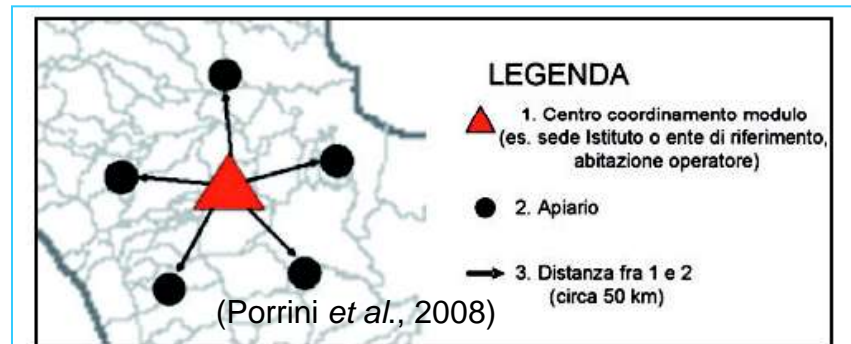 LEGENDA
1. Centro coordinamento modulo
(es. sede Istituto o ente di riferimento,
abitazione operatore)
2. Apiario
3. Distanza fra 1 e 2
(circa 50 km)
(Porrini et al., 2008)